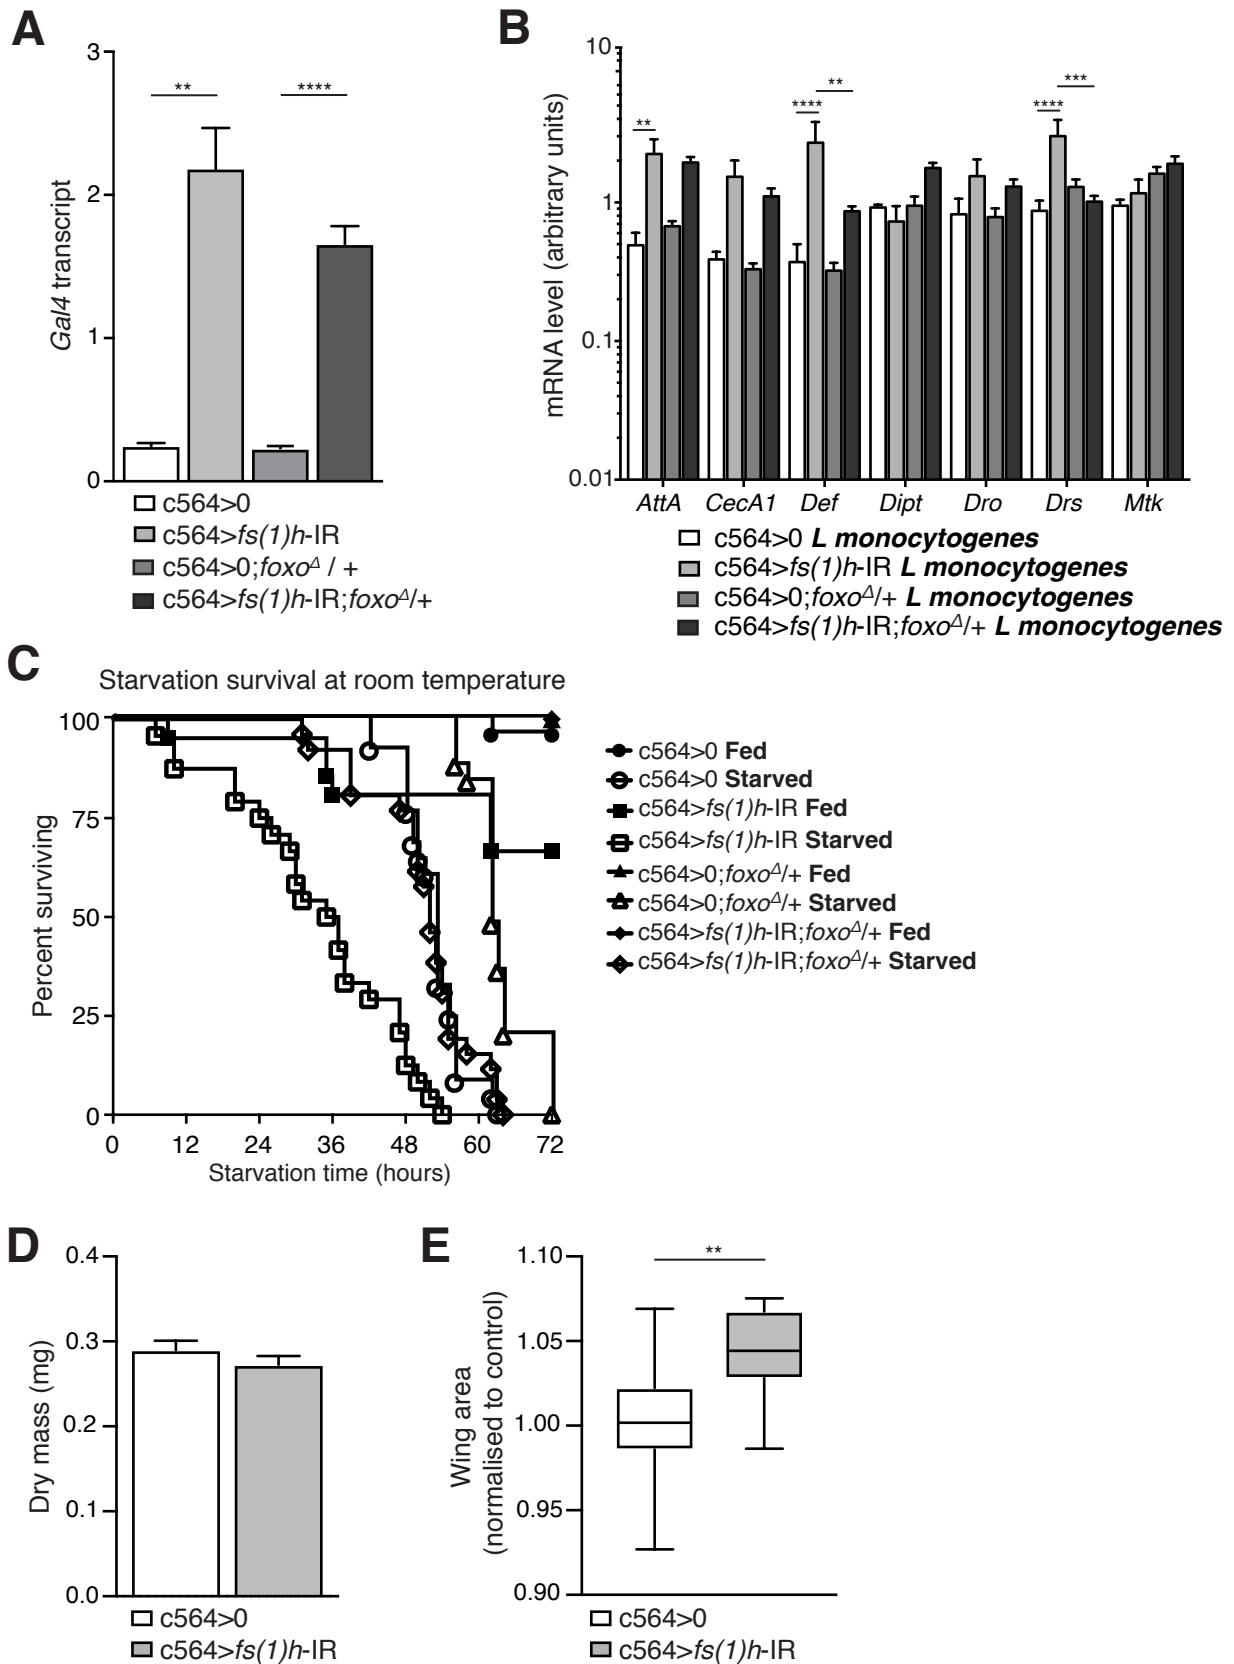 A
3
2
1
0
Gal4 transcript
**
****
c564>0
c564>fs(1)h-IR
c564>0;foxoΔ / +
c564>fs(1)h-IR;foxoΔ/+
B
10
1
0.1
0.01
mRNA level (arbitrary units)
**
****
**
****
***
AttA CecA1 Def Dipt Dro Drs Mtk
c564>0 L monocytogenes
c564>fs(1)h-IR L monocytogenes
c564>0;foxoΔ/+ L monocytogenes
c564>fs(1)h-IR;foxoΔ/+ L monocytogenes
C
Starvation survival at room temperature
100
75
50
25
0
Percent surviving
0 12 24 36 48 60 72
Starvation time (hours)
c564>0 Fed
c564>0 Starved
c564>fs(1)h-IR Fed
c564>fs(1)h-IR Starved
c564>0;foxoΔ/+ Fed
c564>0;foxoΔ/+ Starved
c564>fs(1)h-IR;foxoΔ/+ Fed
c564>fs(1)h-IR;foxoΔ/+ Starved
D
0.4
0.3
0.2
0.1
0.0
Dry mass (mg)
c564>0
c564>fs(1)h-IR
E
1.10
1.05
1.00
0.95
0.90
Wing area
(normalised to control)
**
c564>0
c564>fs(1)h-IR